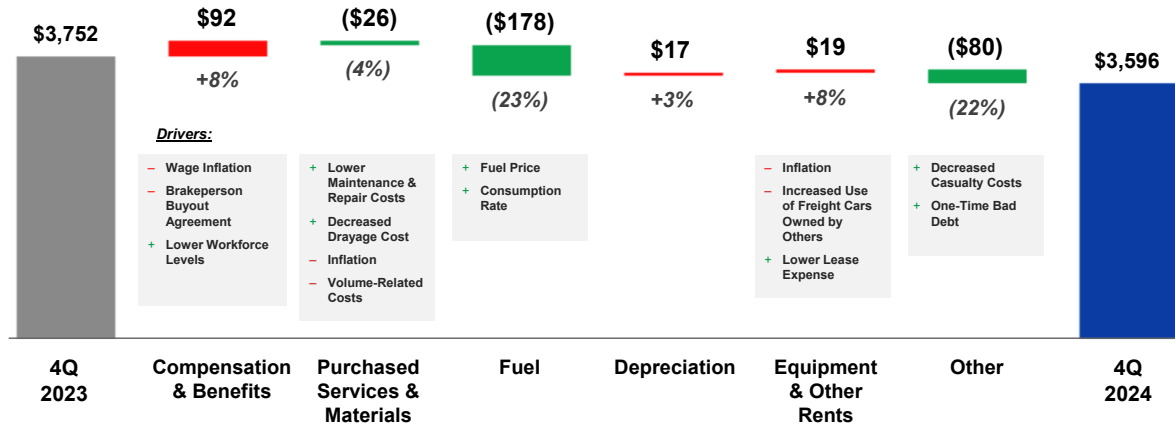 $3,752
$92
+8%
($26)
(4%)
($178)
(23%)
$17
+3%
$19
+8%
($80)
(22%)
$3,596
Drivers:
– Wage Inflation
– Brakeperson
Buyout
Agreement
+ Lower Workforce
Levels
+ Lower
Maintenance &
Repair Costs
+ Decreased
Drayage Cost
– Inflation
– Volume-Related
Costs
+ Fuel Price
+ Consumption
Rate
– Inflation
– Increased Use
of Freight Cars
Owned by
Others
+ Lower Lease
Expense
+ Decreased
Casualty Costs
+ One-Time Bad
Debt
4Q
2023
Compensation
& Benefits
Purchased
Services &
Materials
Fuel
Depreciation
Equipment
& Other
Rents
Other
4Q
2024